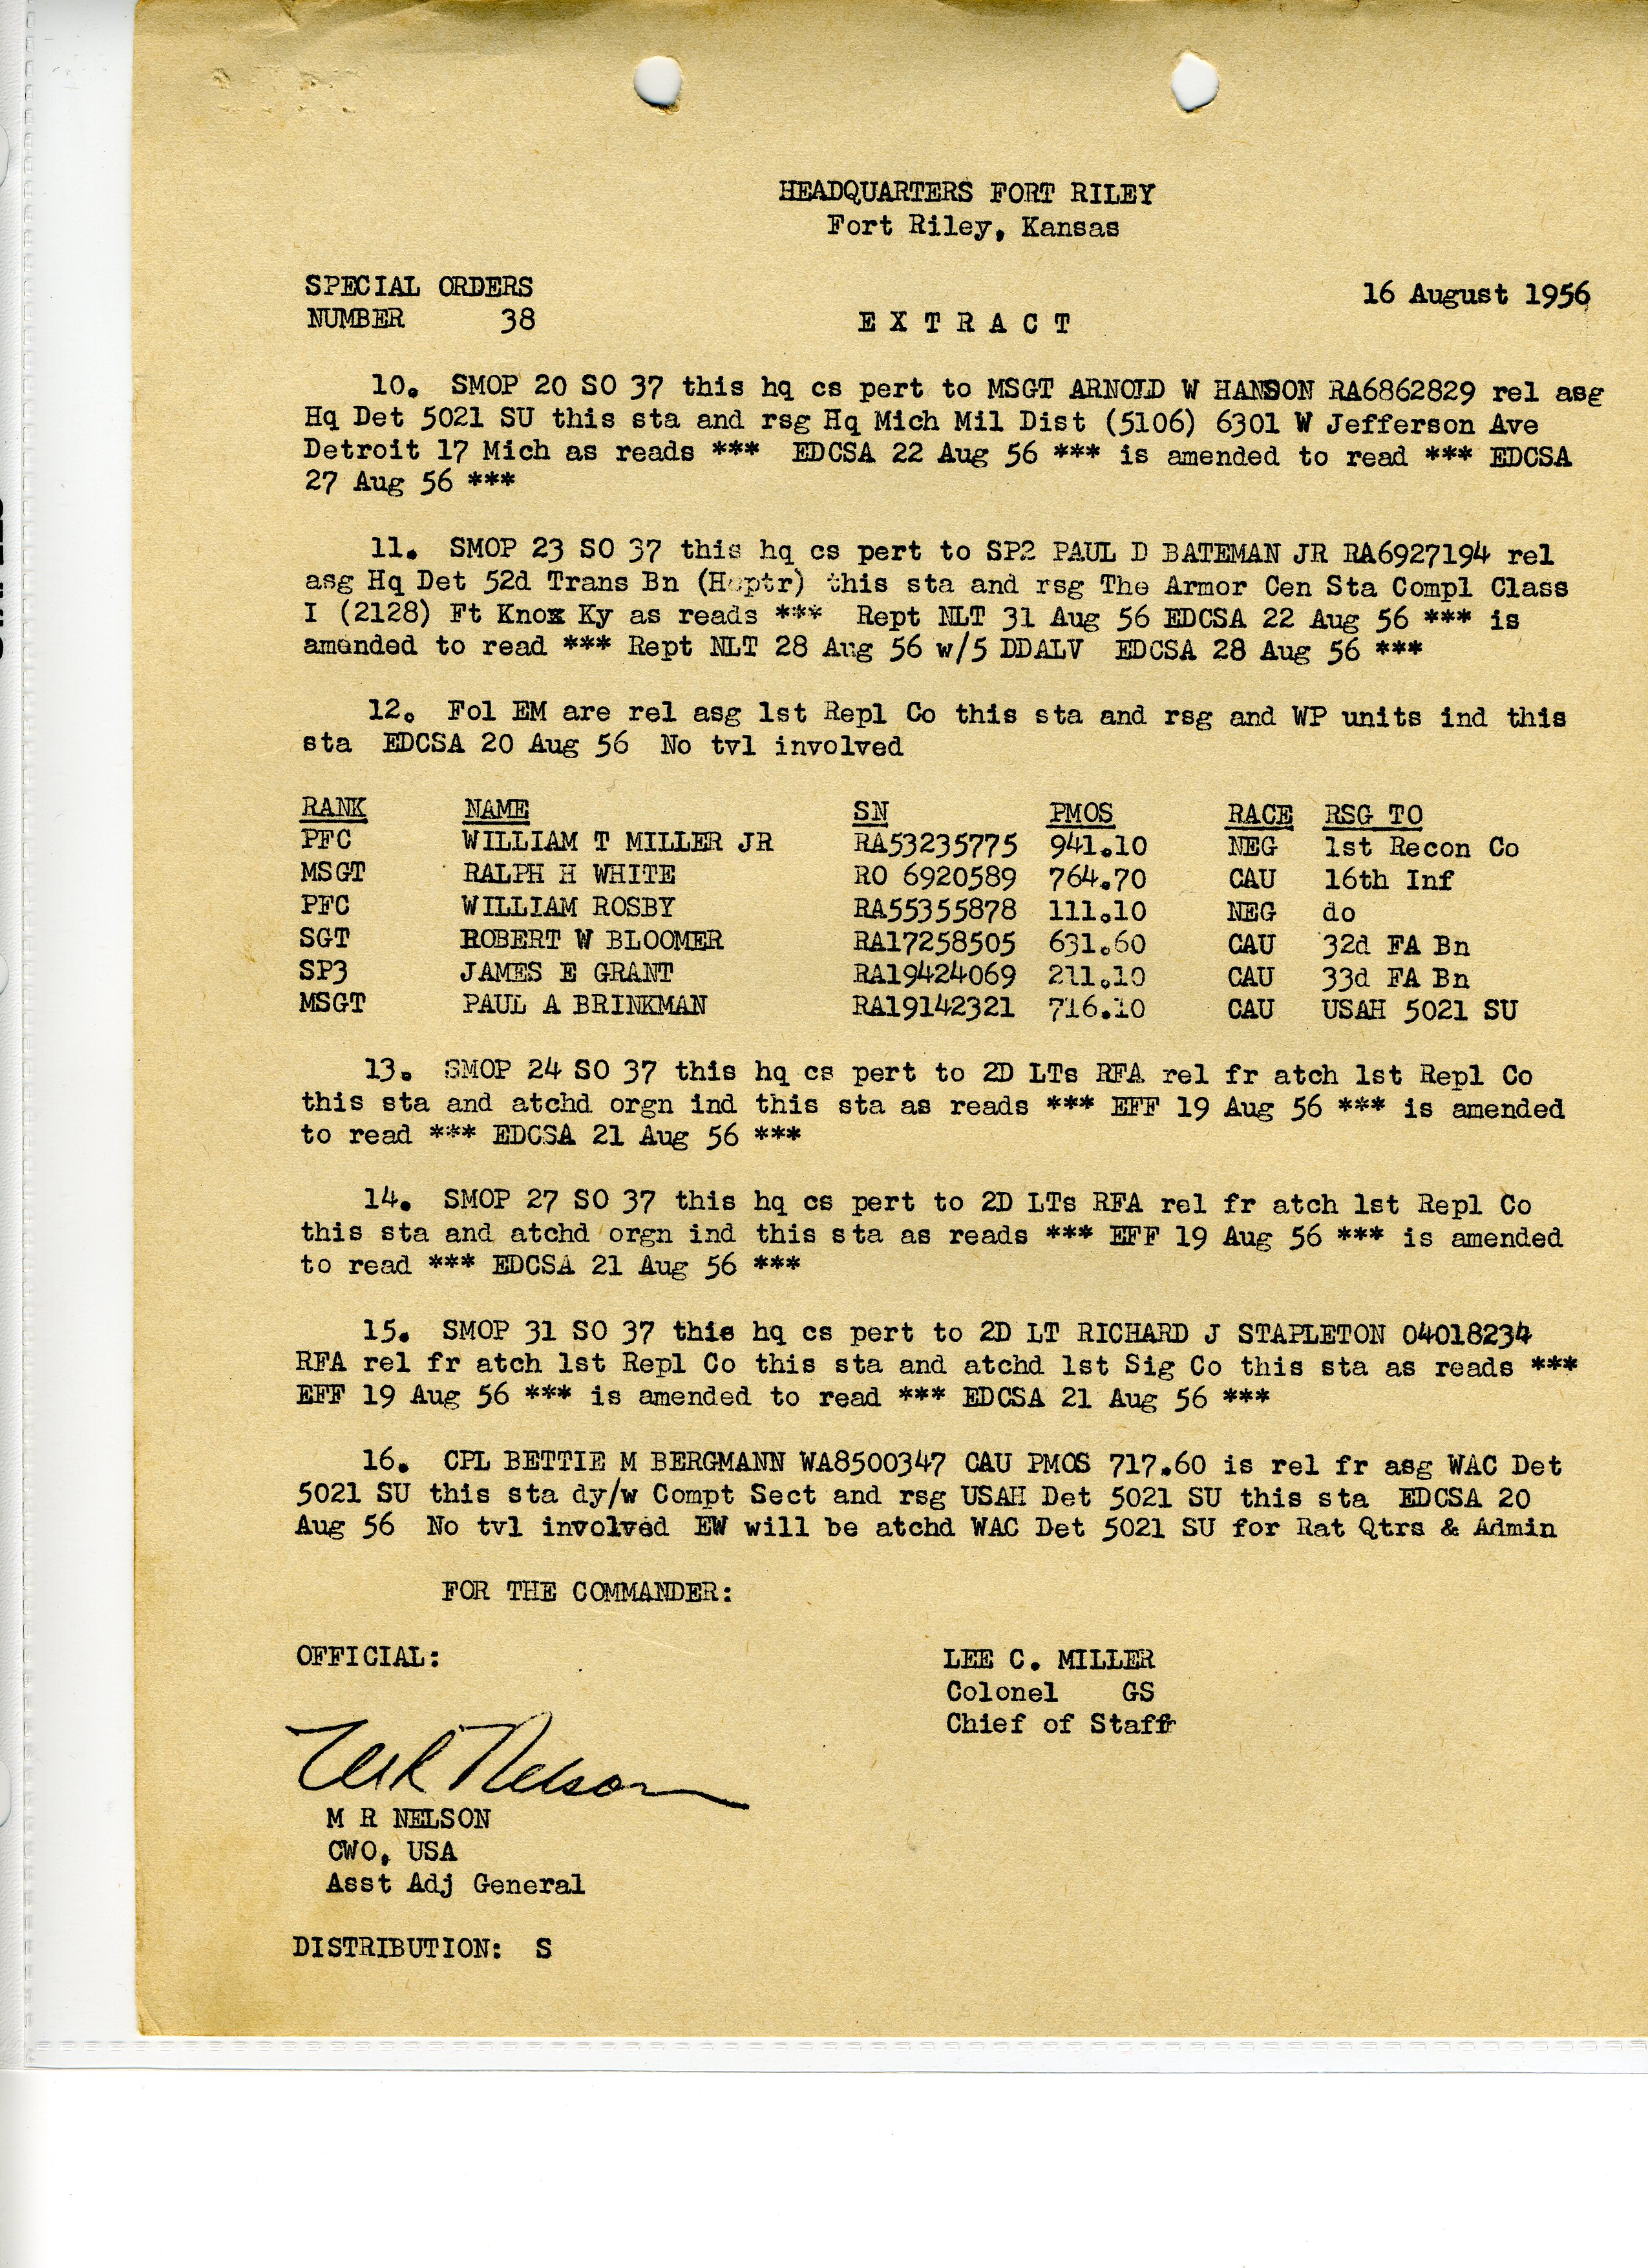 HEADQUARTERS FORT RILEY
Fort Riley, Kansas
SPECIAL ORDERS
NUMBER 38
16 August 1956
E X T R A C T
10. SMOP 20 SO 37 this hq cs pert to MSGT ARNOLD W HANSON RA6862829 rel asg
Hq Det 5021 SU this sta and rsg Hq Mich Mil Dist (5106) 6301 W Jefferson Ave
Detroit 17 Mich as reads *** EDCSA 22 Aug 56 *** is amended to read *** EDCSA
27 Aug 56 ***
11. SMOP 23 SO 37 this hq cs pert to SP2 PAUL D BATEMAN JR RA6927194 rel
asg Hq Det 52d Trans Bn (Hcptr) this sta and rsg The Armor Cen Sta Compl Class
I (2128) Ft Knox Ky as reads *** Rept NLT 31 Aug 56 EDCSA 22 Aug 56 *** is
amended to read *** Rept NLT 28 Aug 56 w/5 DDALV EDCSA 28 Aug 56 ***
12. Fol EM are rel asg 1st Repl Co this sta and rsg and WP units ind this
sta EDCSA 20 Aug 56 No tvl involved
RANK NAME SN PMOS RACE RSG TO
PFC WILLIAM T MILLER JR RA53235775 941.10 NEG 1st Recon Co
MSGT RALPH H WHITE RO 6920589 764.70 CAU 16th Inf
PFC WILLIAM ROSBY RA55355878 111.10 NEG do
SGT ROBERT W BLOOMER RA17258505 631.60 CAU 32d FA Bn
SP3 JAMES E GRANT RA19424069 211.10 CAU 33d FA Bn
MSGT PAUL A BRINKMAN RA19142321 716.10 CAU USAH 5021 SU
13. SMOP 24 SO 37 this hq cs pert to 2D LTs RFA rel fr atch 1st Repl Co
this sta and atchd orgn ind this sta as reads *** EFF 19 Aug 56 *** is amended
to read *** EDCSA 21 Aug 56 ***
14. SMOP 27 SO 37 this hq cs pert to 2D LTs RFA rel fr atch 1st Repl Co
this sta and atchd orgn ind this sta as reads *** EFF 19 Aug 56 *** is amended
to read *** EDCSA 21 Aug 56 ***
15. SMOP 31 SO 37 this hq cs pert to 2D LT RICHARD J STAPLETON 04018234
RFA rel fr atch 1st Repl Co this sta and atchd 1st Sig Co this sta as reads ***
EFF 19 Aug 56 *** is amended to read *** EDCSA 21 Aug 56 ***
16. CPL BETTIE M BERGMANN WA8500347 CAU PMOS 717.60 is rel fr asg WAC Det
5021 SU this sta dy/w Compt Sect and rsg USAH Det 5021 SU this sta EDCSA 20
Aug 56 No tvl involved EW will be atchd WAC Det 5021 SU for Rat Qtrs & Admin
FOR THE COMMANDER:
OFFICIAL:
LEE C. MILLER
Colonel GS
Chief of Staff
Nelson
M R NELSON
CWO, USA
Asst Adj General
DISTRIBUTION: S